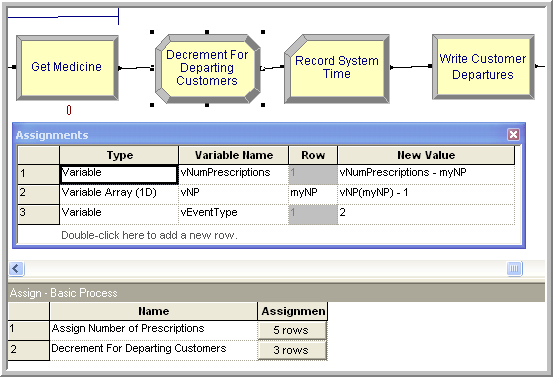 Get Medicine
Decrement For
Departing
Customers
Record System
Time
Write Customer
Departures
0
Assignments
Type Variable Name Row New Value
1 Variable vNumPrescriptions 1 vNumPrescriptions - myNP
2 Variable Array (1D) vNP myNP vNP(myNP) - 1
3 Variable vEventType 1 2
Double-click here to add a new row.
Assign - Basic Process
Name Assignmen
1 Assign Number of Prescriptions 5 rows
2 Decrement For Departing Customers 3 rows